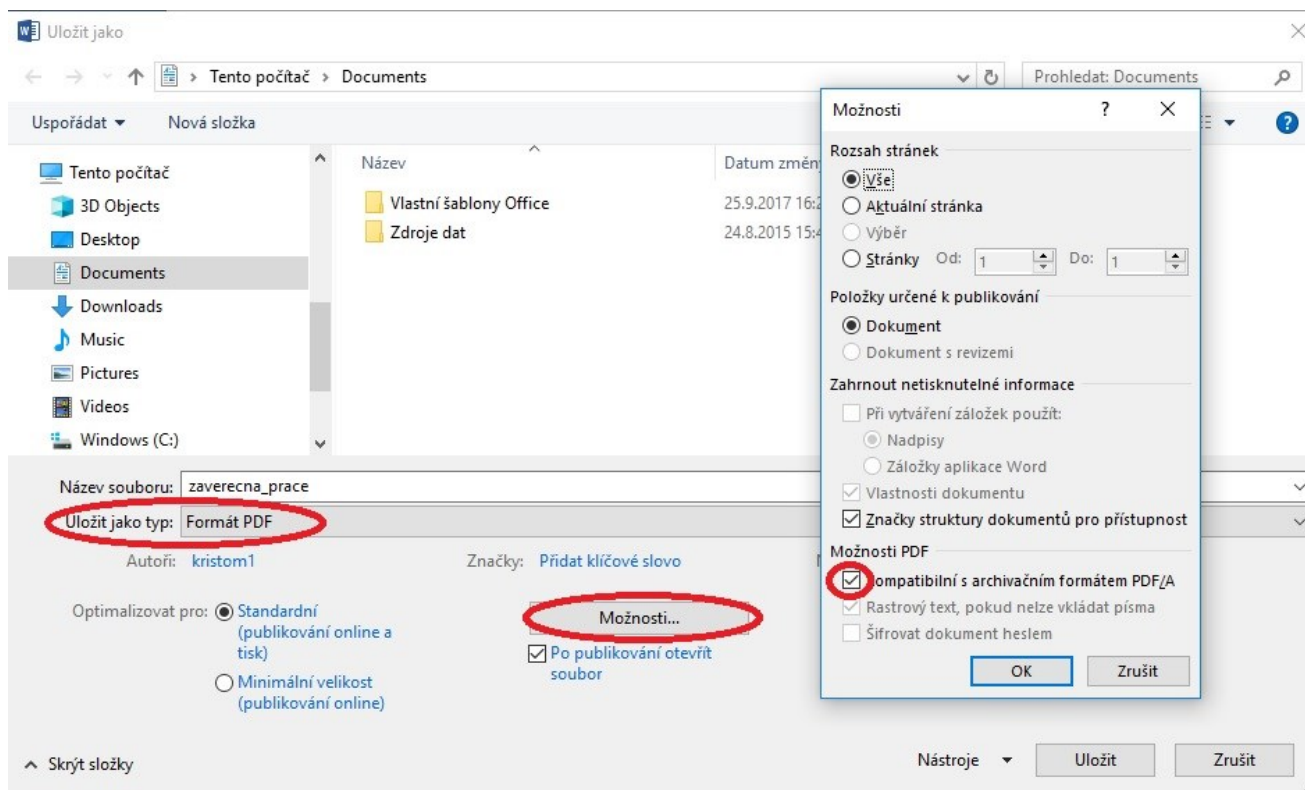 Uložit jako
Tento počítač › Documents
Prohledat: Documents
Uspořádat
Nová složka
Tento počítač
3D Objects
Desktop
Documents
Downloads
Music
Pictures
Videos
Windows (C:)
Název
Datum změn
Vlastní šablony Office
25.9.2017 16:2
Zdroje dat
24.8.2015 15:4
Název souboru: zaverecna_prace
Uložit jako typ: Formát PDF
Autoři: kristom1
Značky: Přidat klíčové slovo
Optimalizovat pro: Standardní
(publikování online a
tisk)
Minimální velikost
(publikování online)
Možnosti...
Po publikování otevřít
soubor
Skrýt složky
Nástroje
Uložit
Zrušit
Možnosti
?
Rozsah stránek
Vše
Aktuální stránka
Výběr
Stránky Od: 1 Do: 1
Položky určené k publikování
Dokument
Dokument s revizemi
Zahrnout netisknutelné informace
Při vytváření záložek použít:
Nadpisy
Záložky aplikace Word
Vlastnosti dokumentu
Značky struktury dokumentů pro přístupnost
Možnosti PDF
ompatibilní s archivačním formátem PDF/A
Rastrový text, pokud nelze vkládat písma
Šifrovat dokument heslem
OK
Zrušit